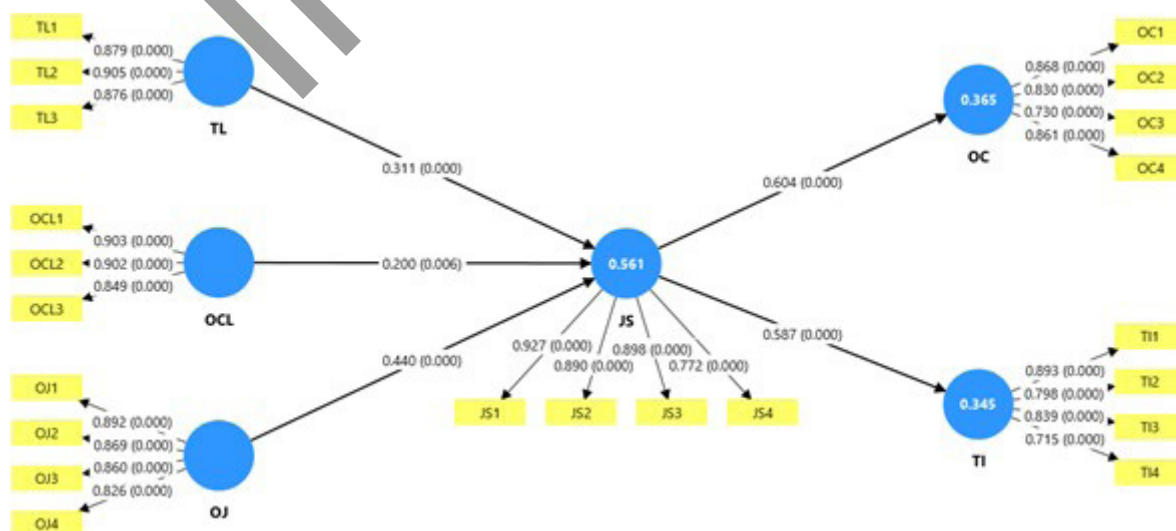 TL1
TL2
TL3
0.879 (0.000)
0.905 (0.000)
0.876 (0.000)
TL
0.311 (0.000)
OCL1
OCL2
OCL3
0.903 (0.000)
0.902 (0.000)
0.849 (0.000)
OCL
0.200 (0.006)
OJ1
OJ2
OJ3
OJ4
0.892 (0.000)
0.869 (0.000)
0.860 (0.000)
0.826 (0.000)
OJ
0.440 (0.000)
0.561
JS
0.927 (0.000)
0.890 (0.000)
0.898 (0.000)
0.772 (0.000)
JS1
JS2
JS3
JS4
0.604 (0.000)
0.365
OC
0.868 (0.000)
0.830 (0.000)
0.730 (0.000)
0.861 (0.000)
OC1
OC2
OC3
OC4
0.587 (0.000)
0.345
TI
0.893 (0.000)
0.798 (0.000)
0.839 (0.000)
0.715 (0.000)
TI1
TI2
TI3
TI4